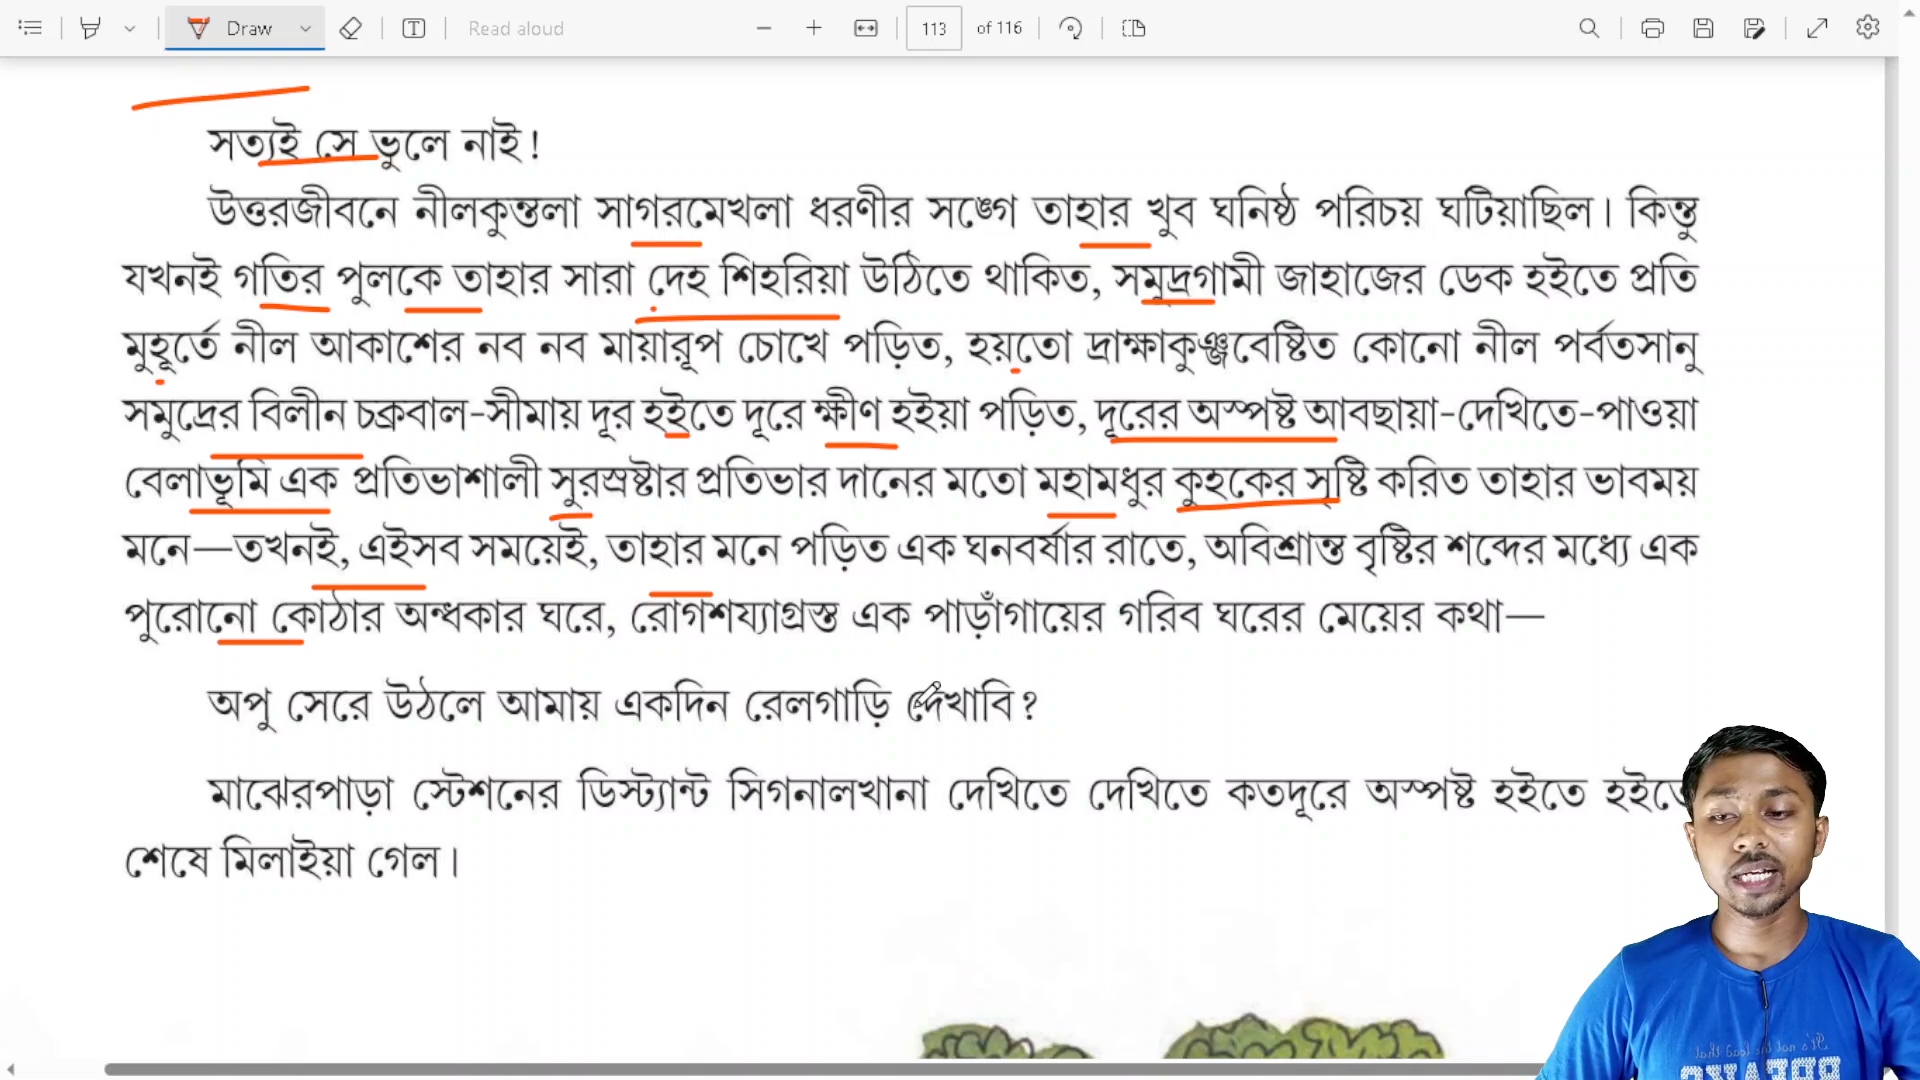 Draw
Read aloud
113 of 116
সত্যই সে ভুলে নাই!
উত্তরজীবনে নীলকুন্তলা সাগরমেখলা ধরণীর সঙ্গে তাহার খুব ঘনিষ্ঠ পরিচয় ঘটিয়াছিল। কিন্তু
যখনই গতির পুলকে তাহার সারা দেহ শিহরিয়া উঠিতে থাকিত, সমুদ্রগামী জাহাজের ডেক হইতে প্রতি
মুহূর্তে নীল আকাশের নব নব মায়ারূপ চোখে পড়িত, হয়তো দ্রাক্ষাকুঞ্জবেষ্টিত কোনো নীল পর্বতসানু
সমুদ্রের বিলীন চক্রবাল-সীমায় দূর হইতে দূরে ক্ষীণ হইয়া পড়িত, দূরের অস্পষ্ট আবছায়া-দেখিতে-পাওয়া
বেলাভূমি এক প্রতিভাশালী সুরস্রষ্টার প্রতিভার দানের মতো মহামধুর কুহকের সৃষ্টি করিত তাহার ভাবময়
মনে—তখনই, এইসব সময়েই, তাহার মনে পড়িত এক ঘনবর্ষার রাতে, অবিশ্রান্ত বৃষ্টির শব্দের মধ্যে এক
পুরোনো কোঠার অন্ধকার ঘরে, রোগশয্যাগ্রস্ত এক পাড়াঁগায়ের গরিব ঘরের মেয়ের কথা—
অপু সেরে উঠলে আমায় একদিন রেলগাড়ি দেখাবি?
মাঝেরপাড়া স্টেশনের ডিস্ট্যান্ট সিগনালখানা দেখিতে দেখিতে কতদূরে অস্পষ্ট হইতে হইতে
শেষে মিলাইয়া গেল।